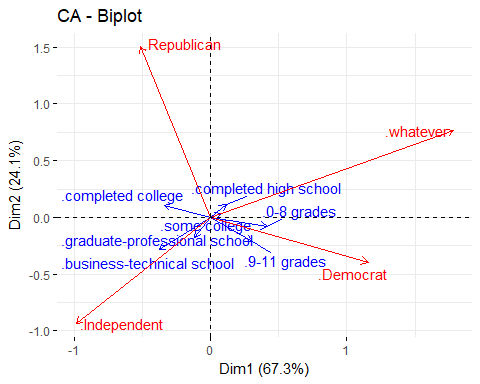 CA - Biplot
1.5
1.0
0.5
0.0
-0.5
-1.0
Dim2 (24.1%)
.Republican
.whatever
.completed high school
.completed college
0-8 grades
.some college
.graduate-professional school
.business-technical school
.9-11 grades
.Democrat
.Independent
-1
0
1
Dim1 (67.3%)